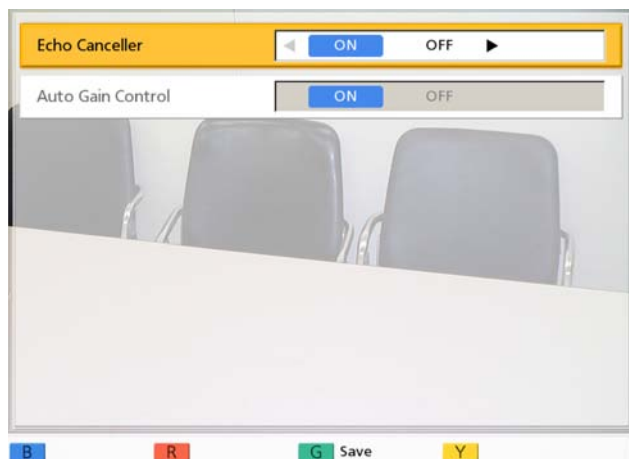 Echo Canceller ON OFF
Auto Gain Control ON OFF
B R G Save Y